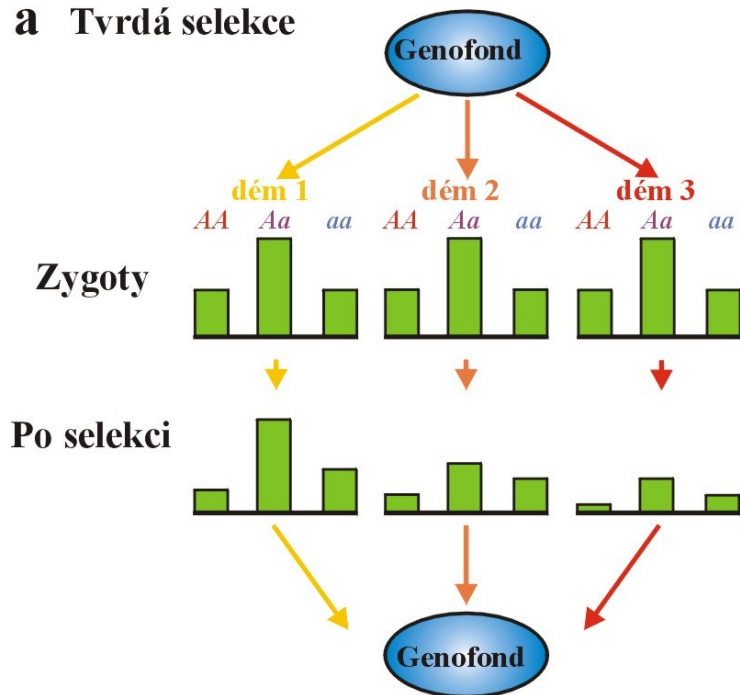 a Tvrdá selekce
Genofond
dém 1 dém 2 dém 3
AA Aa aa AA Aa aa AA Aa aa
Zygoty
Po selekci
Genofond